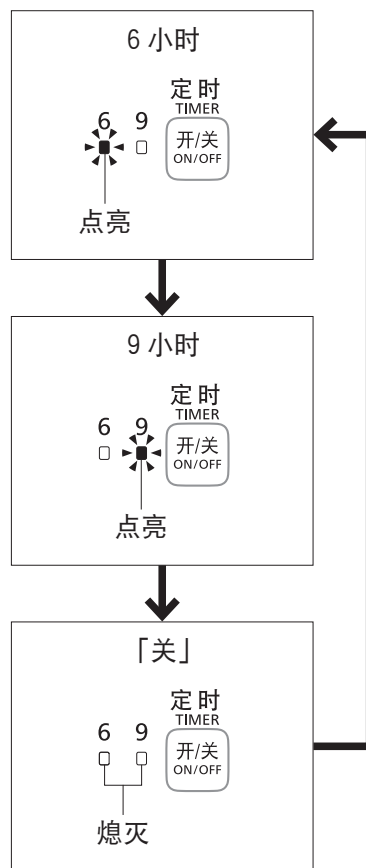 6 小时
定时
TIMER
6 9
开/关
ON/OFF
点亮
9 小时
定时
TIMER
6 9
开/关
ON/OFF
点亮
「关」
定时
TIMER
6 9
开/关
ON/OFF
熄灭